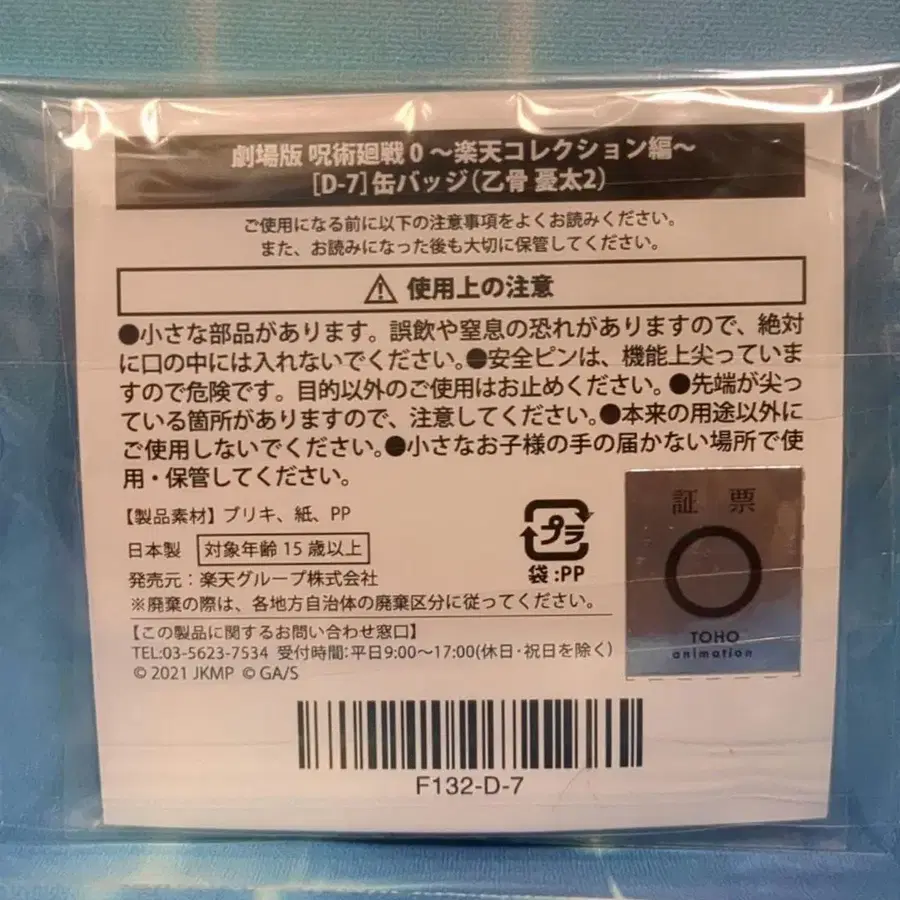 劇場版 呪術廻戦 0 ～楽天コレクション編～
[D-7]缶バッジ(乙骨 憂太2)
ご使用になる前に以下の注意事項をよくお読みください。
また、お読みになった後も大切に保管してください。
使用上の注意
●小さな部品があります。誤飲や窒息の恐れがありますので、絶対
に口の中には入れないでください。●安全ピンは、機能上尖っていま
すので危険です。目的以外のご使用はお止めください。●先端が尖っ
ている箇所がありますので、注意してください。●本来の用途以外に
ご使用しないでください。●小さなお子様の手の届かない場所で使
用・保管してください。
【製品素材】ブリキ、紙、PP
日本製 対象年齢 15 歳以上
発売元：楽天グループ株式会社
※廃棄の際は、各地方自治体の廃棄区分に従ってください。
プラ
袋:PP
【この製品に関するお問い合わせ窓口】
TEL:03-5623-7534 受付時間:平日9:00～17:00(休日・祝日を除く)
© 2021 JKMP © GA/S
証 票
TOHO
animation
F132-D-7